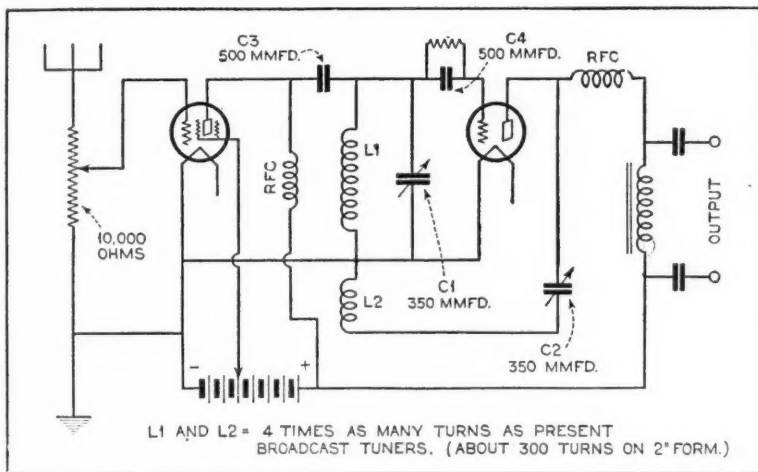 C3
500 MMFD.
C4
500 MMFD.
RFC
10,000
OHMS
RFC
L1
C1
350 MMFD.
L2
C2
350 MMFD.
OUTPUT
- +
L1 AND L2 = 4 TIMES AS MANY TURNS AS PRESENT
BROADCAST TUNERS. (ABOUT 300 TURNS ON 2" FORM.)